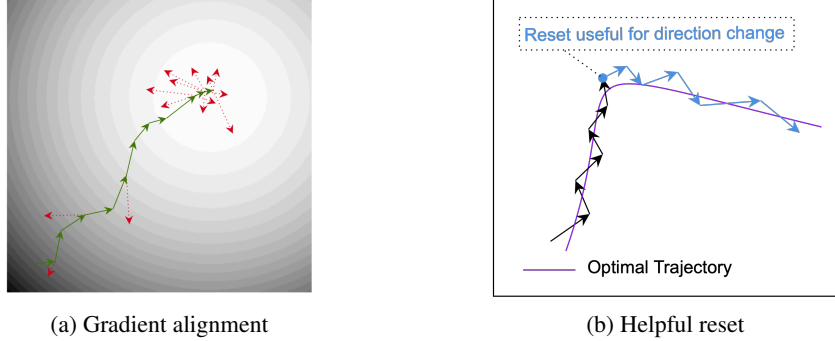 Reset useful for direction change
Optimal Trajectory
(a) Gradient alignment
(b) Helpful reset